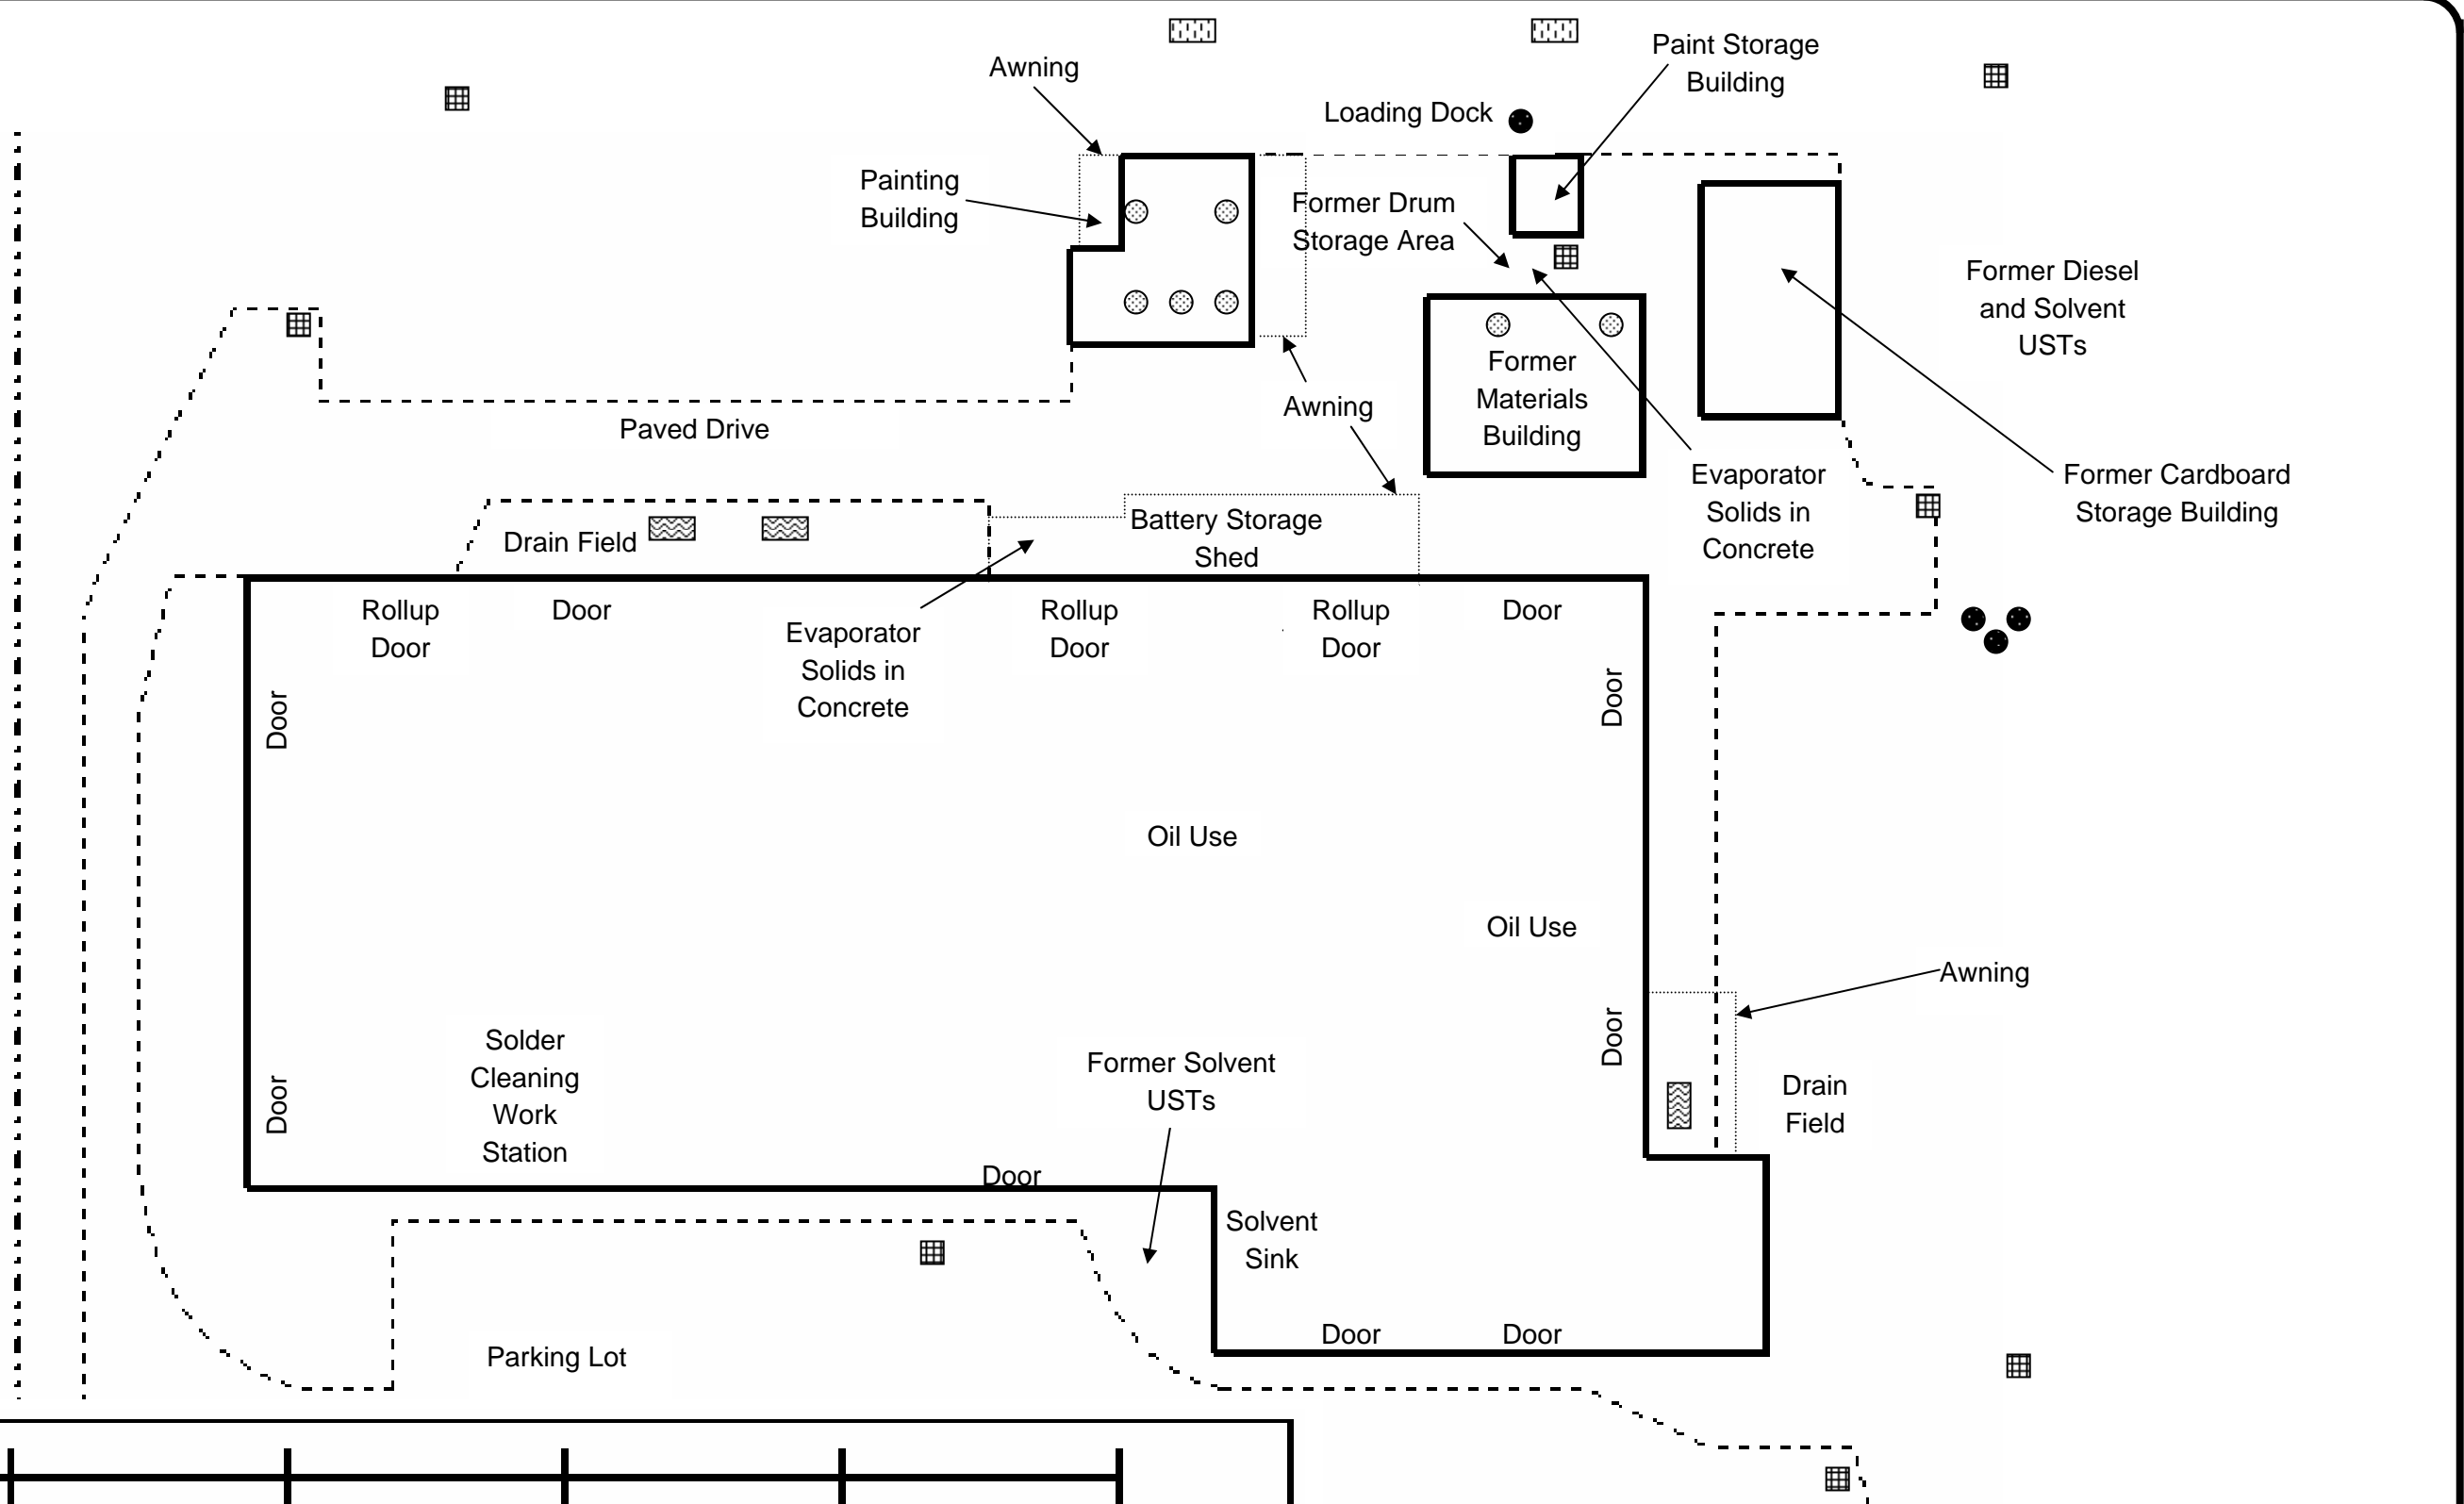 Paint Storage
Building
Awning
Loading Dock
Painting
Building
Former Drum
Storage Area
Former Diesel
and Solvent
USTs
Former
Materials
Building
Awning
Paved Drive
Evaporator
Solids in
Concrete
Former Cardboard
Storage Building
Drain Field
Battery Storage
Shed
Rollup
Door
Door
Evaporator
Solids in
Concrete
Rollup
Door
Rollup
Door
Door
Door
Door
Oil Use
Oil Use
Awning
Solder
Cleaning
Work
Station
Former Solvent
USTs
Door
Door
Drain
Field
Door
Solvent
Sink
Door
Door
Parking Lot